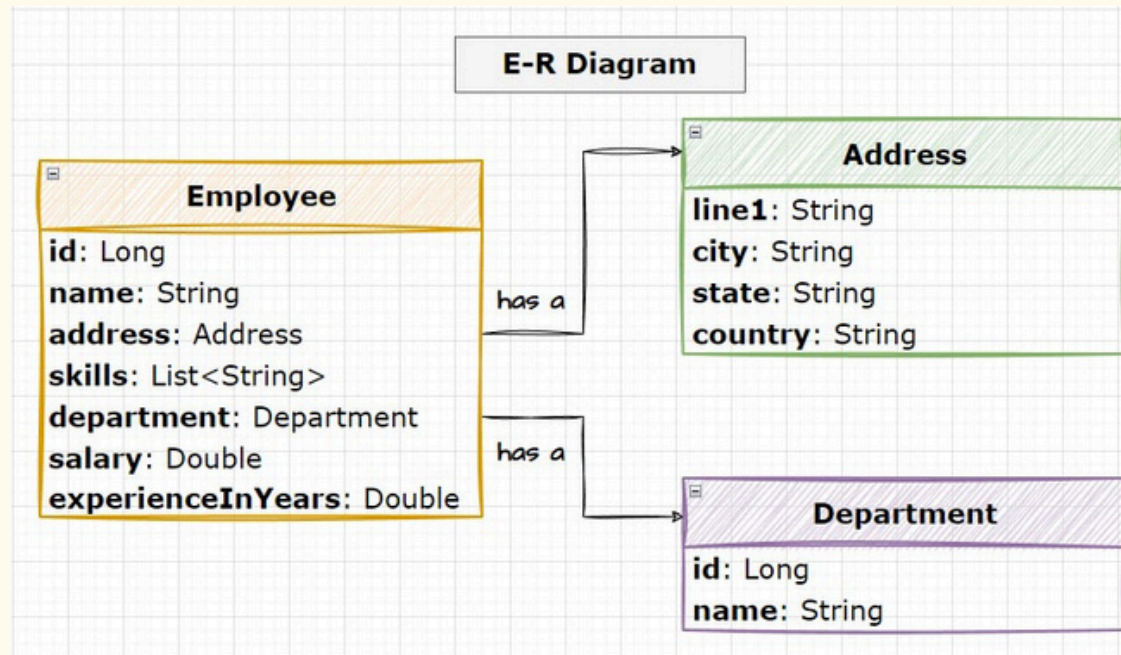 E-R Diagram
Employee
id: Long
name: String
address: Address
skills: List<String>
department: Department
salary: Double
experienceInYears: Double
has a
has a
Address
line1: String
city: String
state: String
country: String
Department
id: Long
name: String